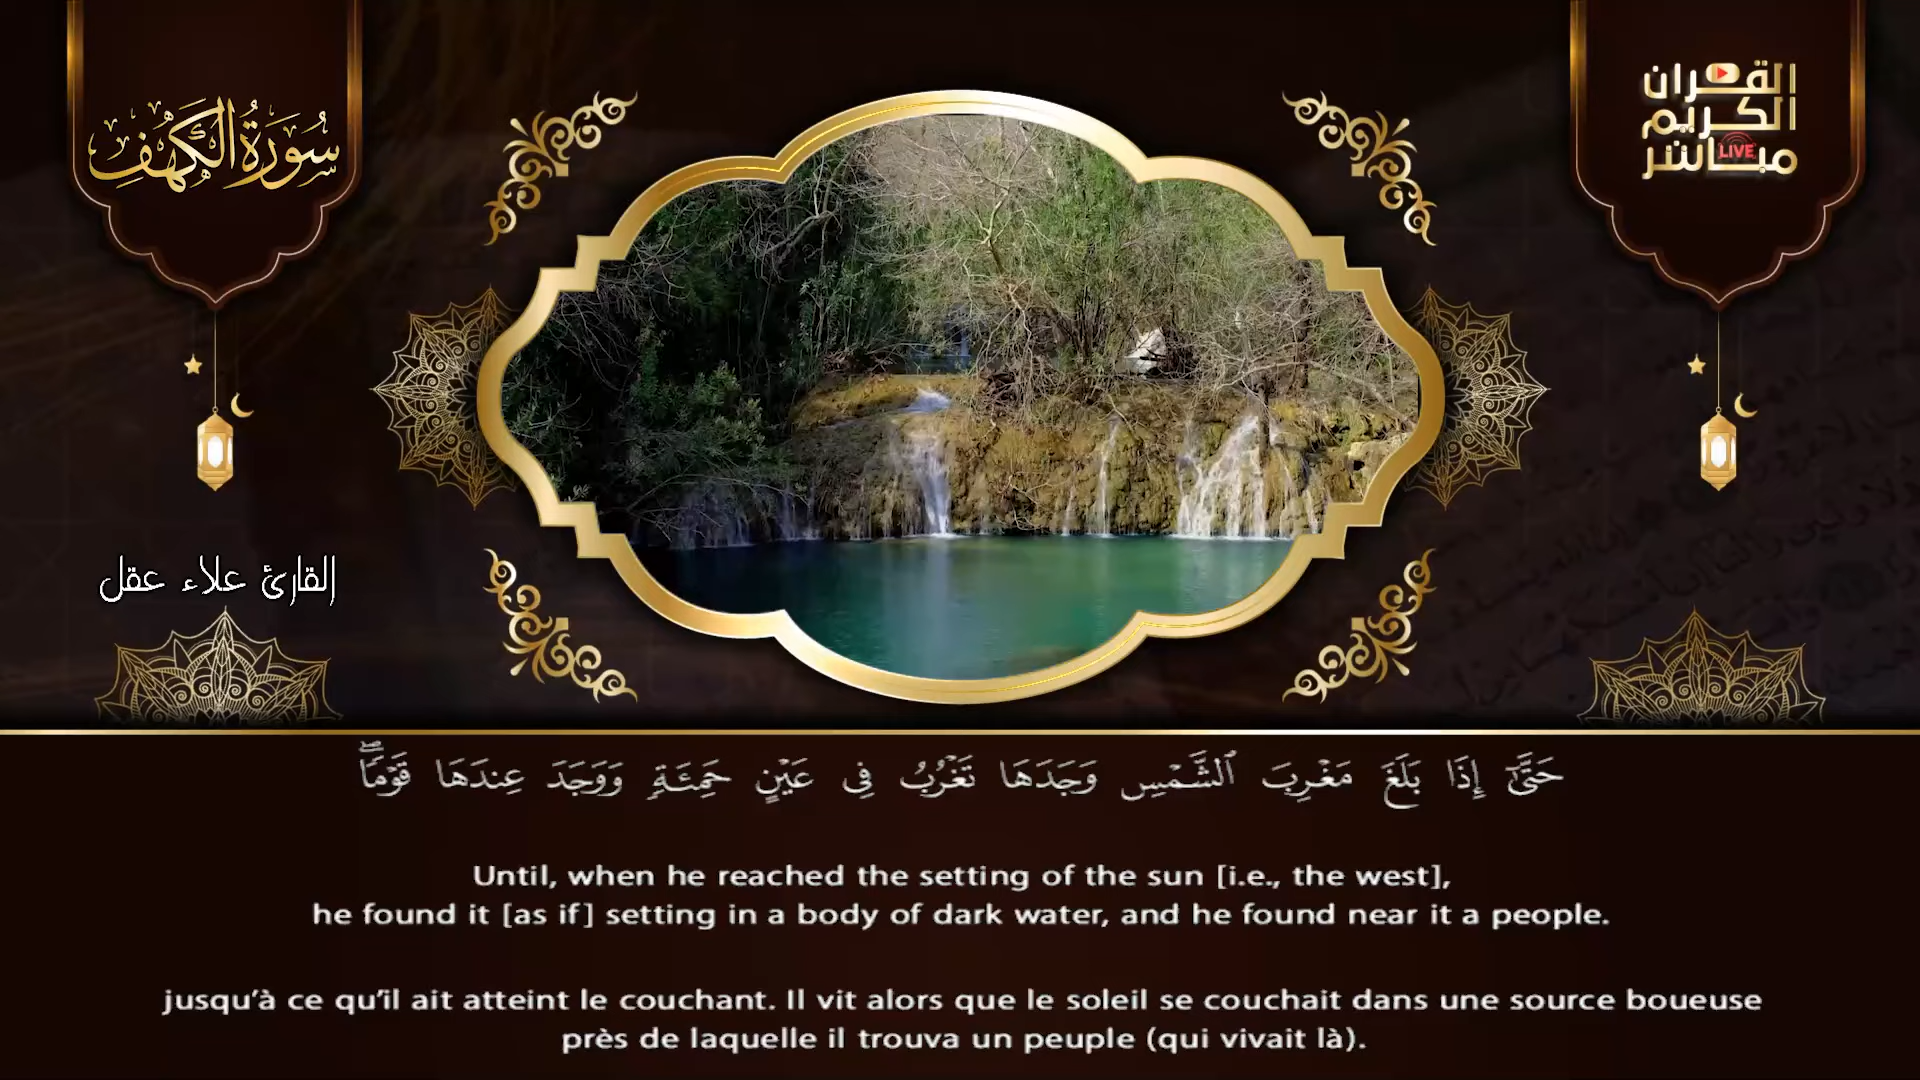 سُورَةُ الكَهْفِ
القرآن
الكريم
مباشر
LIVE
القارئ علاء عقل
حَتَّىٰٓ إِذَا بَلَغَ مَغْرِبَ ٱلشَّمْسِ وَجَدَهَا تَغْرُبُ فِى عَيْنٍ حَمِئَةٍ وَوَجَدَ عِندَهَا قَوْمًاۖ
Until, when he reached the setting of the sun [i.e., the west],
he found it [as if] setting in a body of dark water, and he found near it a people.
jusqu’à ce qu’il ait atteint le couchant. Il vit alors que le soleil se couchait dans une source boueuse
près de laquelle il trouva un peuple (qui vivait là).